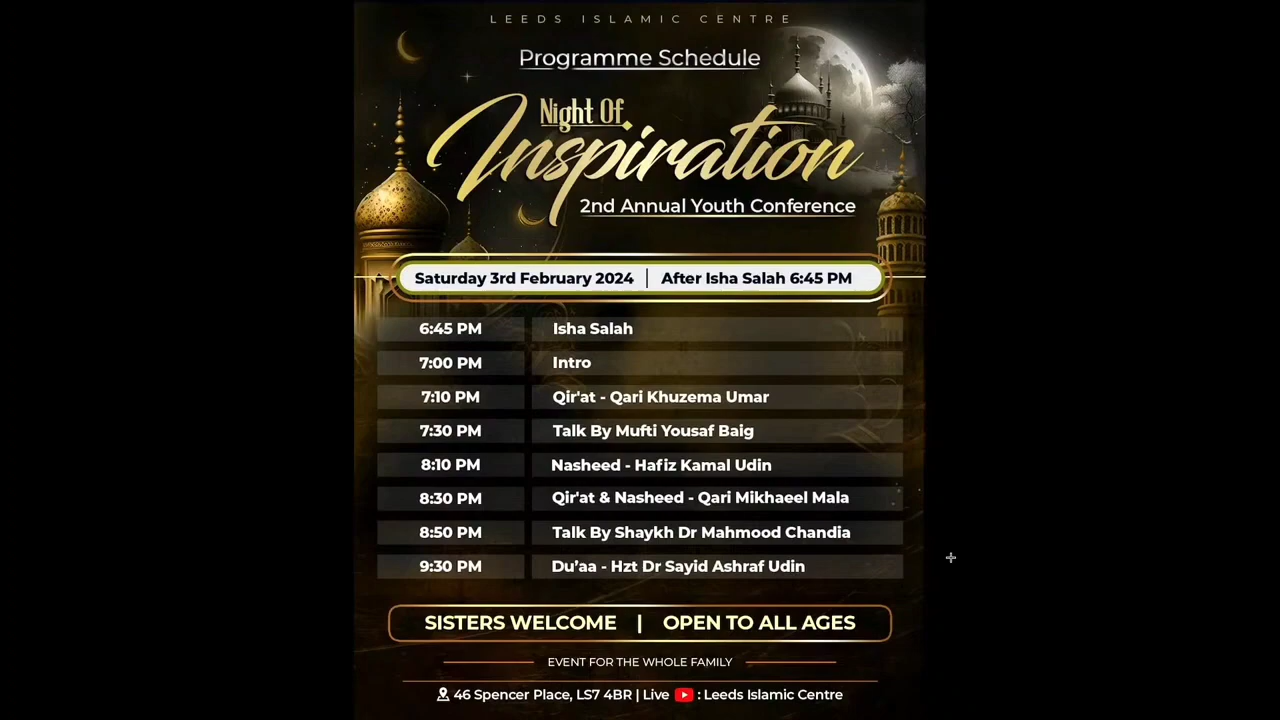 LEEDS ISLAMIC CENTRE
Programme Schedule
Night Of
Inspiration
2nd Annual Youth Conference
Saturday 3rd February 2024 | After Isha Salah 6:45 PM
6:45 PM Isha Salah
7:00 PM Intro
7:10 PM Qir'at - Qari Khuzema Umar
7:30 PM Talk By Mufti Yousaf Baig
8:10 PM Nasheed - Hafiz Kamal Udin
8:30 PM Qir'at & Nasheed - Qari Mikhaeel Mala
8:50 PM Talk By Shaykh Dr Mahmood Chandia
9:30 PM Du’aa - Hzt Dr Sayid Ashraf Udin
SISTERS WELCOME | OPEN TO ALL AGES
EVENT FOR THE WHOLE FAMILY
46 Spencer Place, LS7 4BR | Live : Leeds Islamic Centre